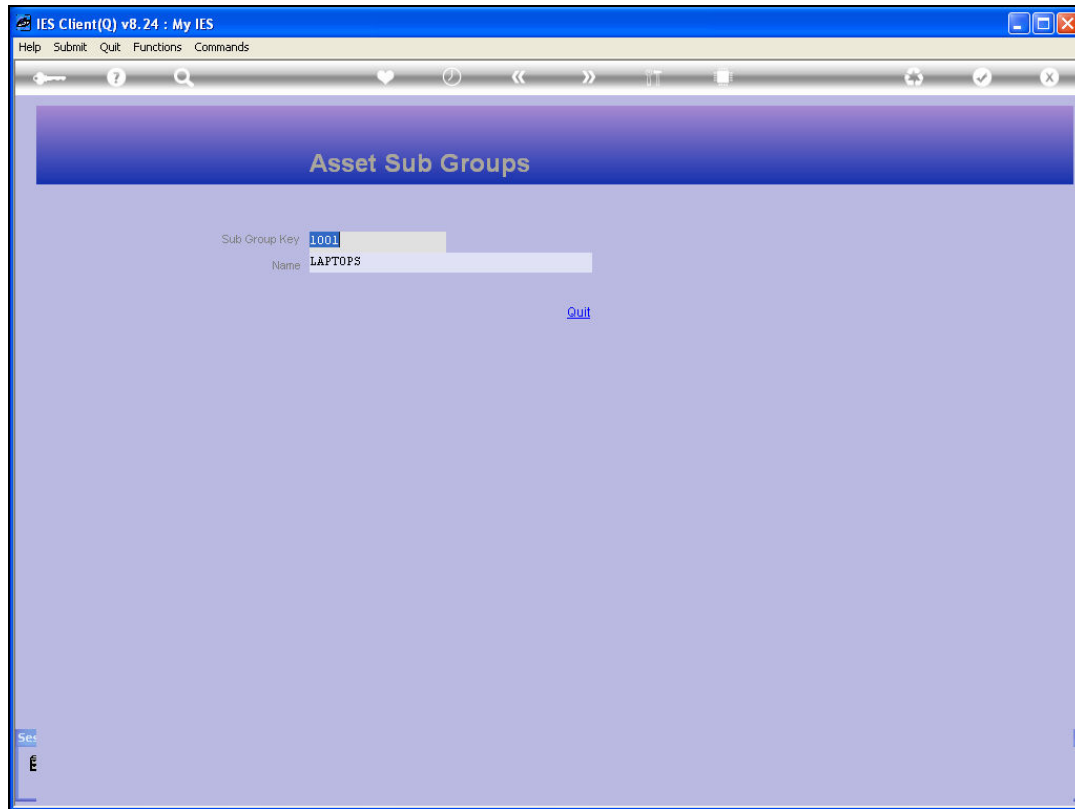 IES Client(Q) v8.24 : My IES
Help Submit Quit Functions Commands
Asset Sub Groups
Sub Group Key 1001
Name LAPTOPS
Quit